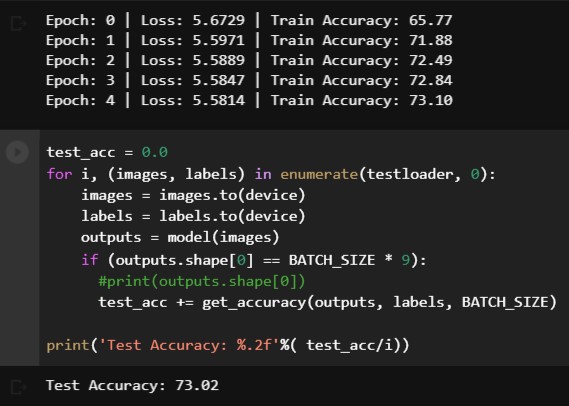 Epoch: 0 | Loss: 5.6729 | Train Accuracy: 65.77
Epoch: 1 | Loss: 5.5971 | Train Accuracy: 71.88
Epoch: 2 | Loss: 5.5889 | Train Accuracy: 72.49
Epoch: 3 | Loss: 5.5847 | Train Accuracy: 72.84
Epoch: 4 | Loss: 5.5814 | Train Accuracy: 73.10
test_acc = 0.0
for i, (images, labels) in enumerate(testloader, 0):
    images = images.to(device)
    labels = labels.to(device)
    outputs = model(images)
    if (outputs.shape[0] == BATCH_SIZE * 9):
      #print(outputs.shape[0])
      test_acc += get_accuracy(outputs, labels, BATCH_SIZE)
print('Test Accuracy: %.2f'%( test_acc/i))
Test Accuracy: 73.02